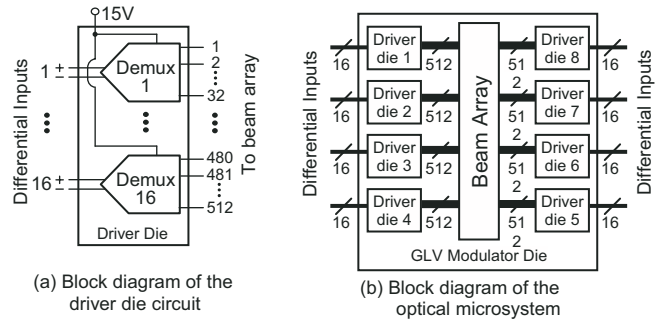 15V
Differential Inputs
1 + −
Demux 1
1
2
32
To beam array
16 + −
Demux 16
480
481
512
Driver Die
(a) Block diagram of the
driver die circuit
Differential Inputs
16
Driver die 1
512
16
Driver die 2
512
16
Driver die 3
512
16
Driver die 4
512
Beam Array
51
2
Driver die 8
16
51
2
Driver die 7
16
51
2
Driver die 6
16
51
2
Driver die 5
16
Differential Inputs
GLV Modulator Die
(b) Block diagram of the
optical microsystem